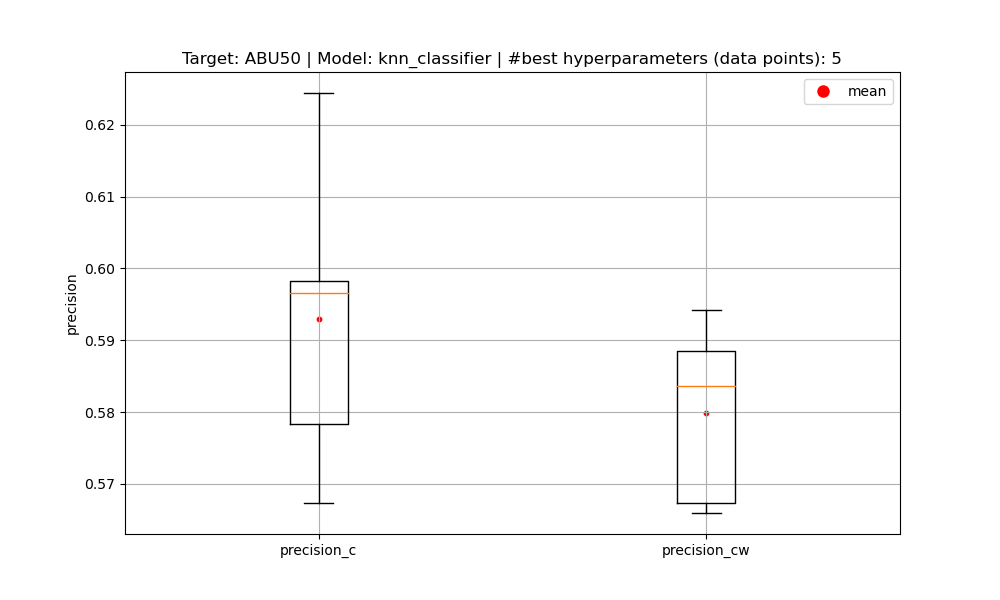 Target: ABU50 | Model: knn_classifier | #best hyperparameters (data points): 5
mean
0.62
0.61
0.60
0.59
0.58
0.57
precision
precision_c
precision_cw